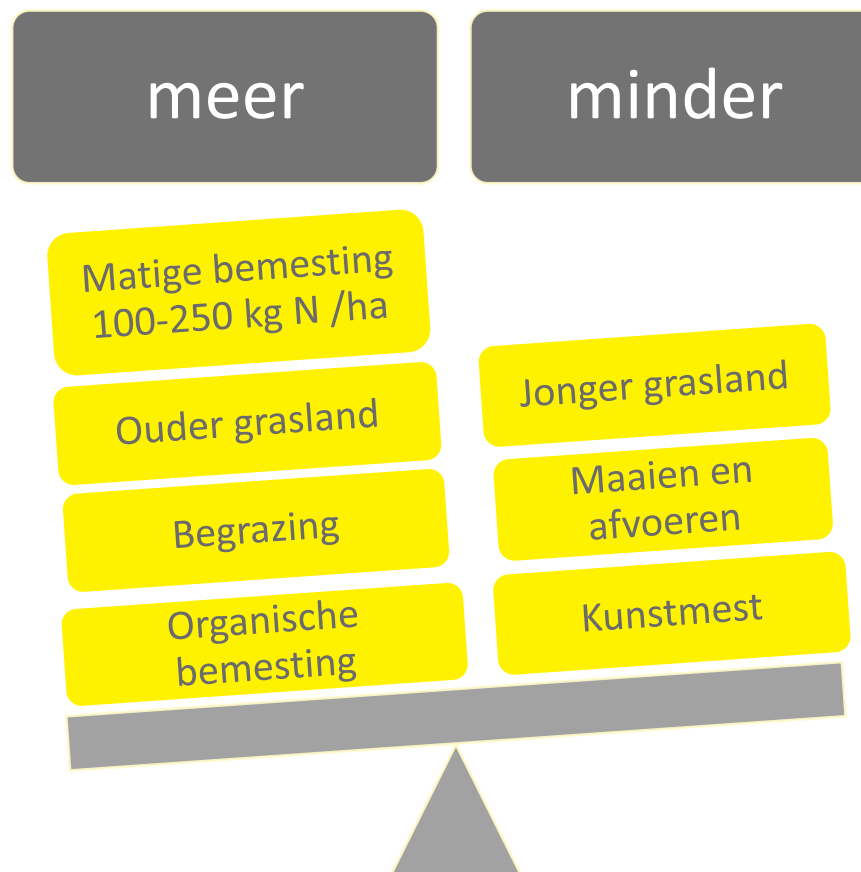 meer
minder
Matige bemesting
100-250 kg N /ha
Ouder grasland
Begrazing
Organische
bemesting
Jonger grasland
Maaien en
afvoeren
Kunstmest